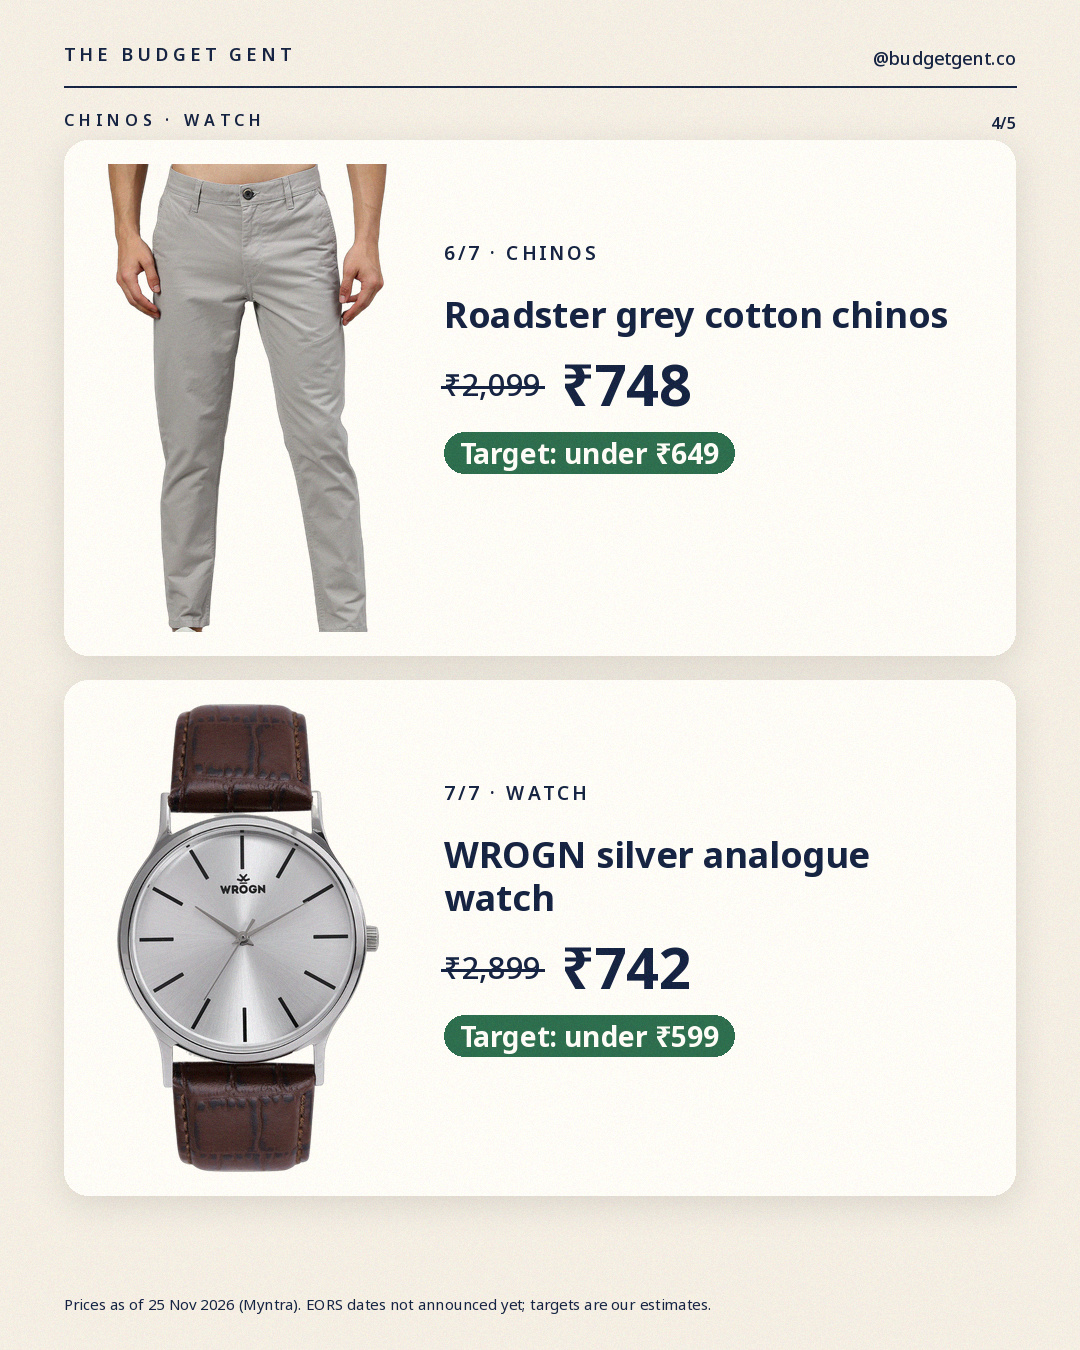 THE BUDGET GENT
@budgetgent.co
CHINOS · WATCH
4/5
6/7 · CHINOS
Roadster grey cotton chinos
₹2,099 ₹748
Target: under ₹649
WROGN
7/7 · WATCH
WROGN silver analogue
watch
₹2,899 ₹742
Target: under ₹599
Prices as of 25 Nov 2026 (Myntra). EORS dates not announced yet; targets are our estimates.